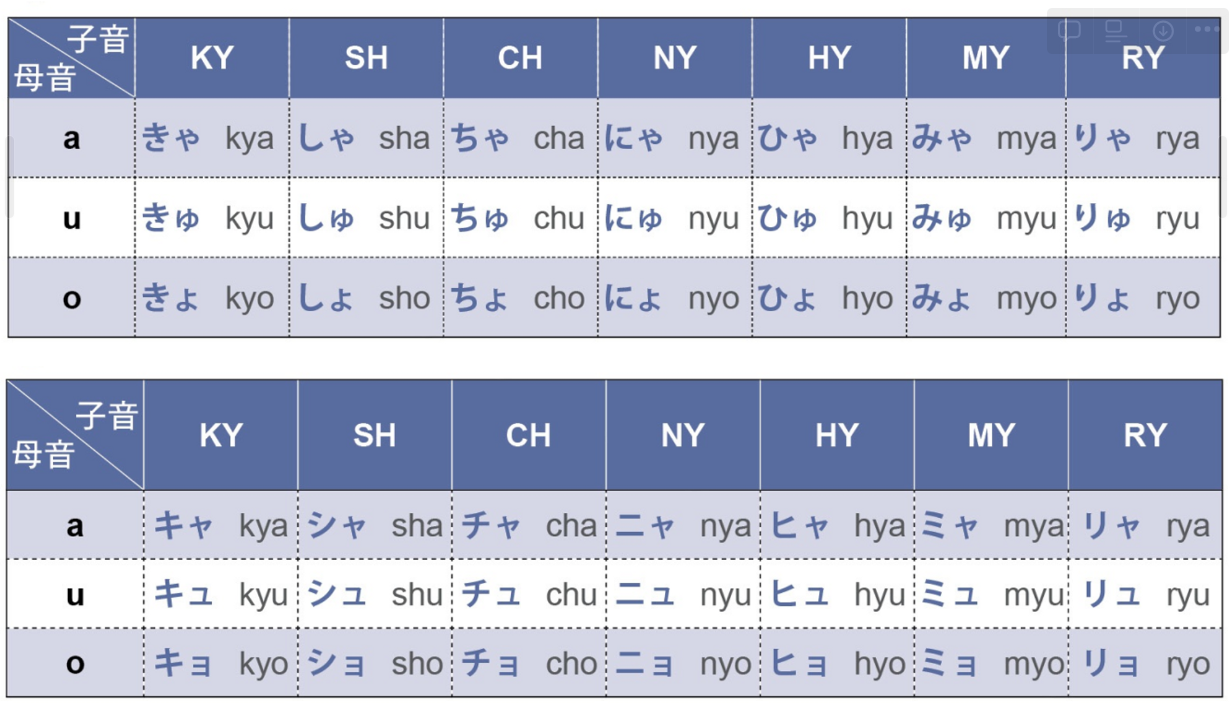 子音
母音 KY SH CH NY HY MY RY
a きゃ kya しゃ sha ちゃ cha にゃ nya ひゃ hya みゃ mya りゃ rya
u きゅ kyu しゅ shu ちゅ chu にゅ nyu ひゅ hyu みゅ myu りゅ ryu
o きょ kyo しょ sho ちょ cho にょ nyo ひょ hyo みょ myo りょ ryo
子音
母音 KY SH CH NY HY MY RY
a キャ kya シャ sha チャ cha ニャ nya ヒャ hya ミャ mya リャ rya
u キュ kyu シュ shu チュ chu ニュ nyu ヒュ hyu ミュ myu リュ ryu
o キョ kyo ショ sho チョ cho ニョ nyo ヒョ hyo ミョ myo リョ ryo